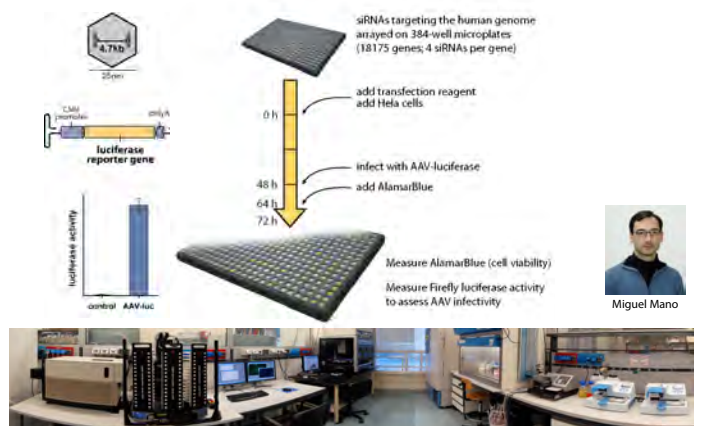 4.7kb
CMV
promoter
polyA
luciferase
reporter gene
luciferase activity
control AAV-luc
siRNAs targeting the human genome
arrayed on 384-well microplates
(18175 genes; 4 siRNAs per gene)
0 h
add transfection reagent
add Hela cells
infect with AAV-luciferase
48 h
add AlamarBlue
64 h
72 h
Measure AlamarBlue (cell viability)
Measure Firefly luciferase activity
to assess AAV infectivity
Miguel Mano